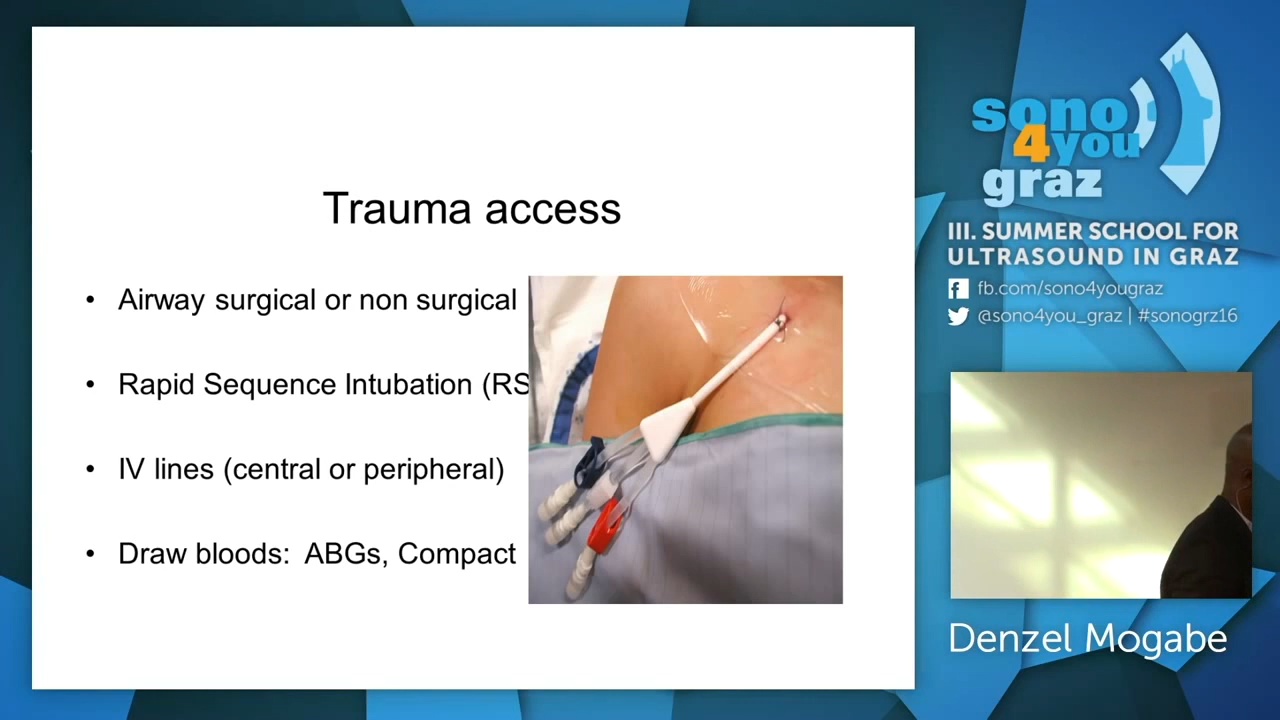 Trauma access
• Airway surgical or non surgical
• Rapid Sequence Intubation (RS
• IV lines (central or peripheral)
• Draw bloods: ABGs, Compact
sono
4you
graz
III. SUMMER SCHOOL FOR
ULTRASOUND IN GRAZ
fb.com/sono4yougraz
@sono4you_graz | #sonogrz16
Denzel Mogabe